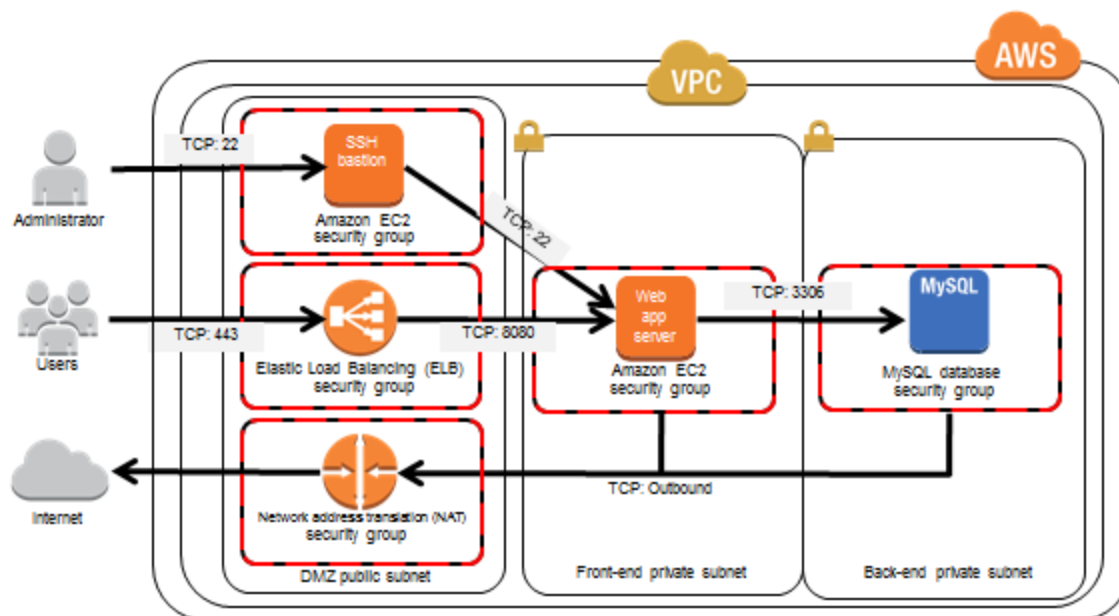 AWS
VPC
TCP: 22
SSH
bastion
Administrator
Amazon EC2
security group
TCP: 22
Users
TCP: 443
Elastic Load Balancing (ELB)
security group
TCP: 8080
Web
app
server
Amazon EC2
security group
TCP: 3306
MySQL
MySQL database
security group
Internet
Network address translation (NAT)
security group
TCP: Outbound
DMZ public subnet
Front-end private subnet
Back-end private subnet